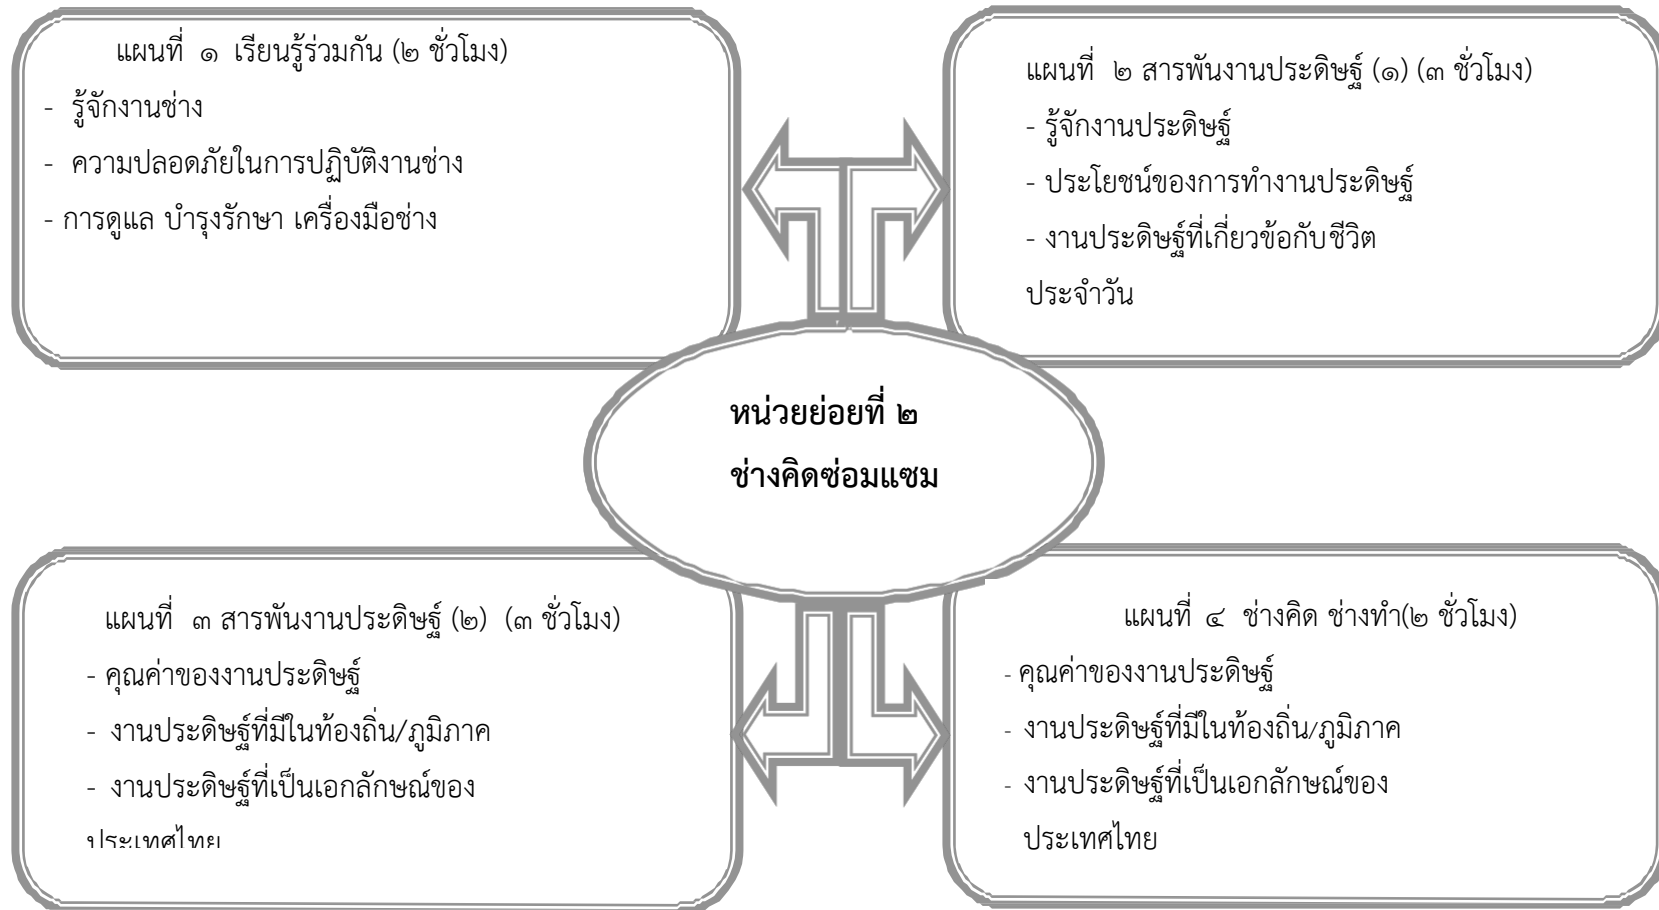 แผนที่ ๑ เรียนรู้ร่วมกัน (๒ ชั่วโมง)
- รู้จักงานช่าง
- ความปลอดภัยในการปฏิบัติงานช่าง
- การดูแล บำรุงรักษา เครื่องมือช่าง
แผนที่ ๒ สารพันงานประดิษฐ์ (๑) (๓ ชั่วโมง)
- รู้จักงานประดิษฐ์
- ประโยชน์ของการทำงานประดิษฐ์
- งานประดิษฐ์ที่เกี่ยวข้อกับชีวิต
ประจำวัน
หน่วยย่อยที่ ๒
ช่างคิดซ่อมแซม
แผนที่ ๓ สารพันงานประดิษฐ์ (๒) (๓ ชั่วโมง)
- คุณค่าของงานประดิษฐ์
- งานประดิษฐ์ที่มีในท้องถิ่น/ภูมิภาค
- งานประดิษฐ์ที่เป็นเอกลักษณ์ของ
ประเทศไทย
แผนที่ ๔ ช่างคิด ช่างทำ(๒ ชั่วโมง)
- คุณค่าของงานประดิษฐ์
- งานประดิษฐ์ที่มีในท้องถิ่น/ภูมิภาค
- งานประดิษฐ์ที่เป็นเอกลักษณ์ของ
ประเทศไทย